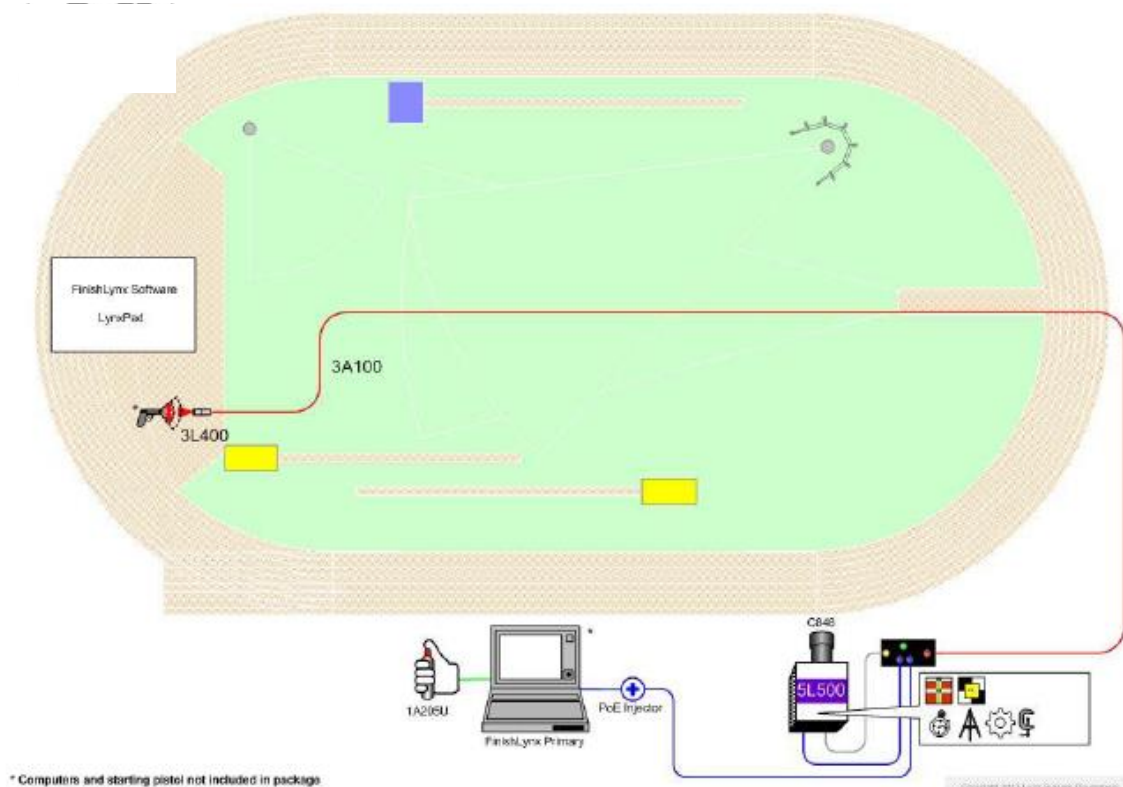 FinishLynx Software
LynxPad
3A100
*
3L400
C848
*
5L500
1A205U
PoE Injector
FinishLynx Primary
* Computers and starting pistol not included in package